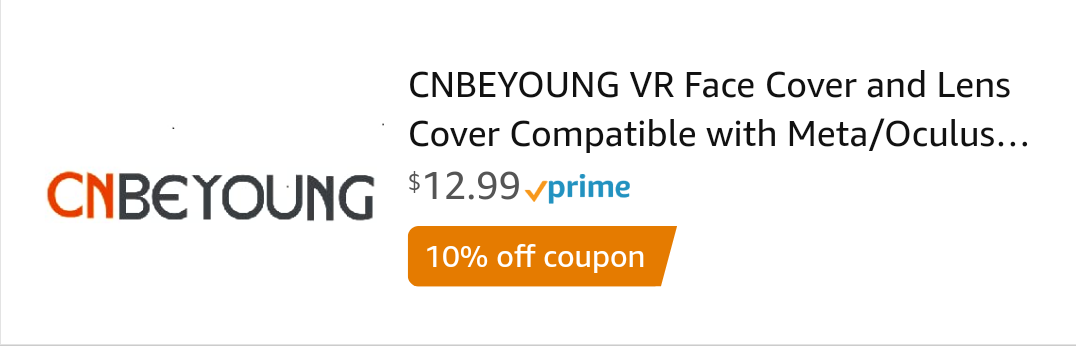 CNBEYOUNG
CNBEYOUNG VR Face Cover and Lens
Cover Compatible with Meta/Oculus...
$12.99 prime
10% off coupon